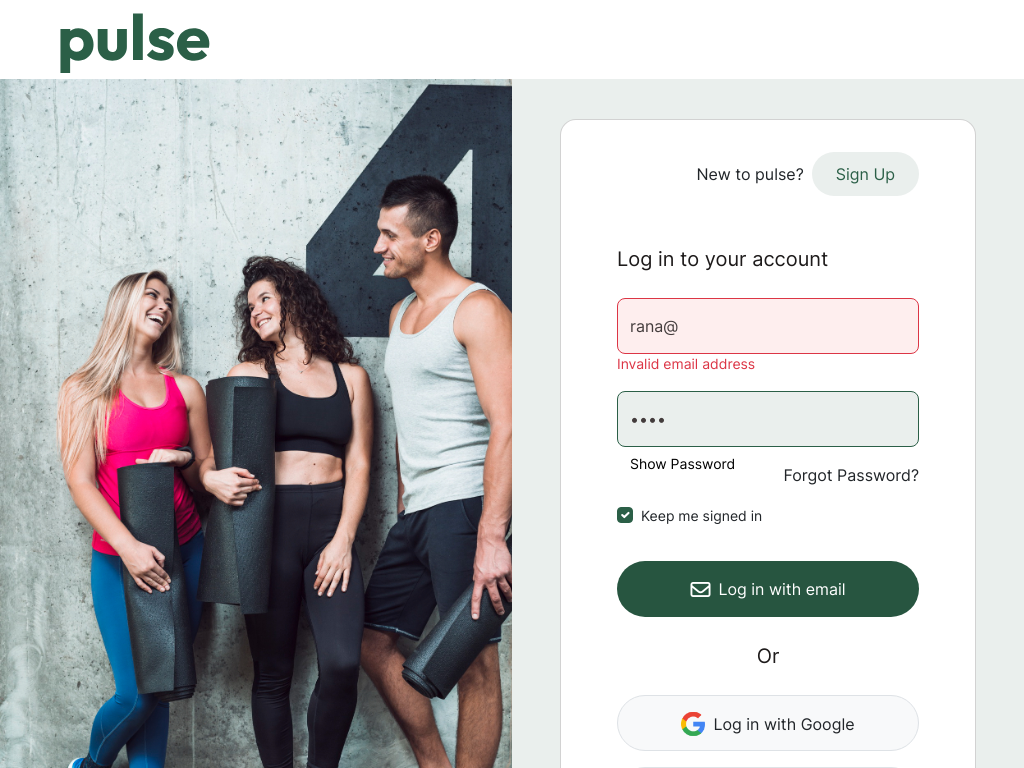 pulse
4
New to pulse? Sign Up
Log in to your account
rana@
Invalid email address
••••
Show Password
Forgot Password?
Keep me signed in
Log in with email
Or
Log in with Google